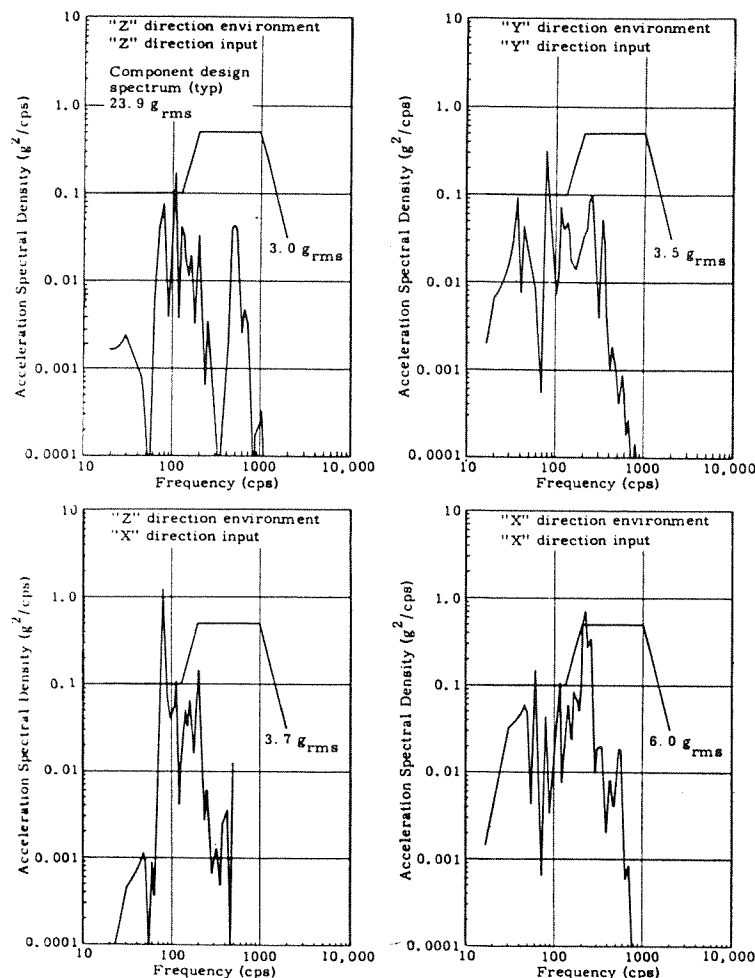 "Z" direction environment
"Z" direction input
Component design
spectrum (typ)
23.9 g rms
3.0 g rms
Acceleration Spectral Density (g²/cps)
1.0
0.1
0.01
0.001
0.0001
10
100
1000
10,000
Frequency (cps)
"Y" direction environment
"Y" direction input
3.5 g rms
Acceleration Spectral Density (g²/cps)
1.0
0.1
0.01
0.001
0.0001
10
100
1000
10,000
Frequency (cps)
"Z" direction environment
"X" direction input
3.7 g rms
Acceleration Spectral Density (g²/cps)
1.0
0.1
0.01
0.001
0.0001
10
100
1000
10,000
Frequency (cps)
"X" direction environment
"X" direction input
6.0 g rms
Acceleration Spectral Density (g²/cps)
1.0
0.1
0.01
0.001
0.0001
10
100
1000
10,000
Frequency (cps)